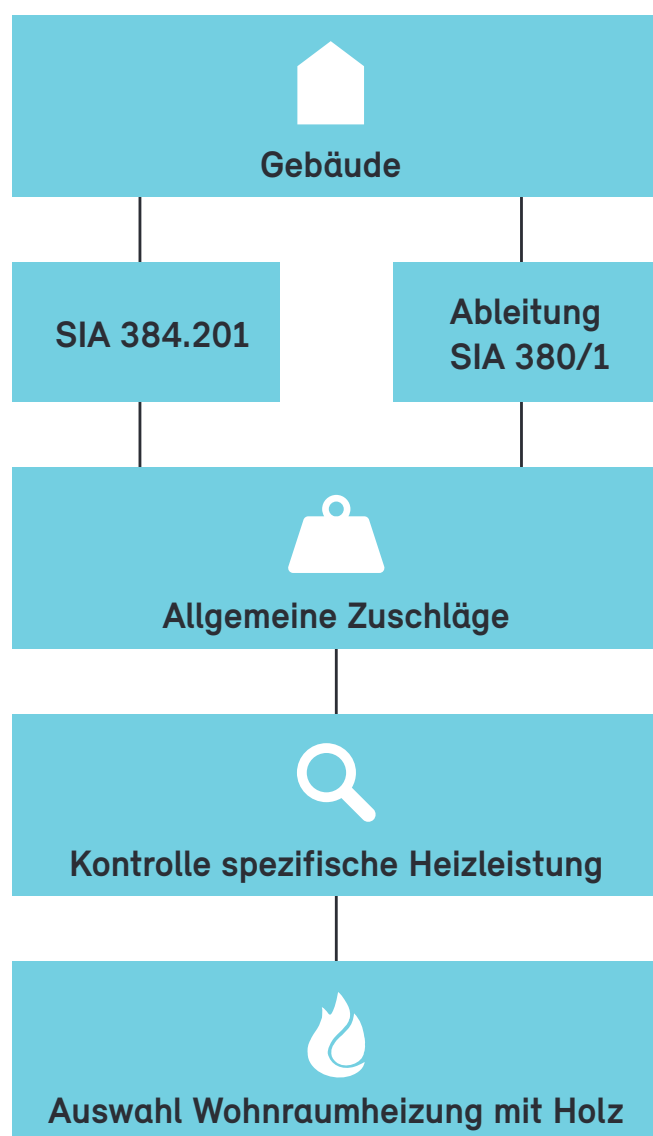 Gebäude
SIA 384.201
Ableitung
SIA 380/1
Allgemeine Zuschläge
Kontrolle spezifische Heizleistung
Auswahl Wohnraumheizung mit Holz